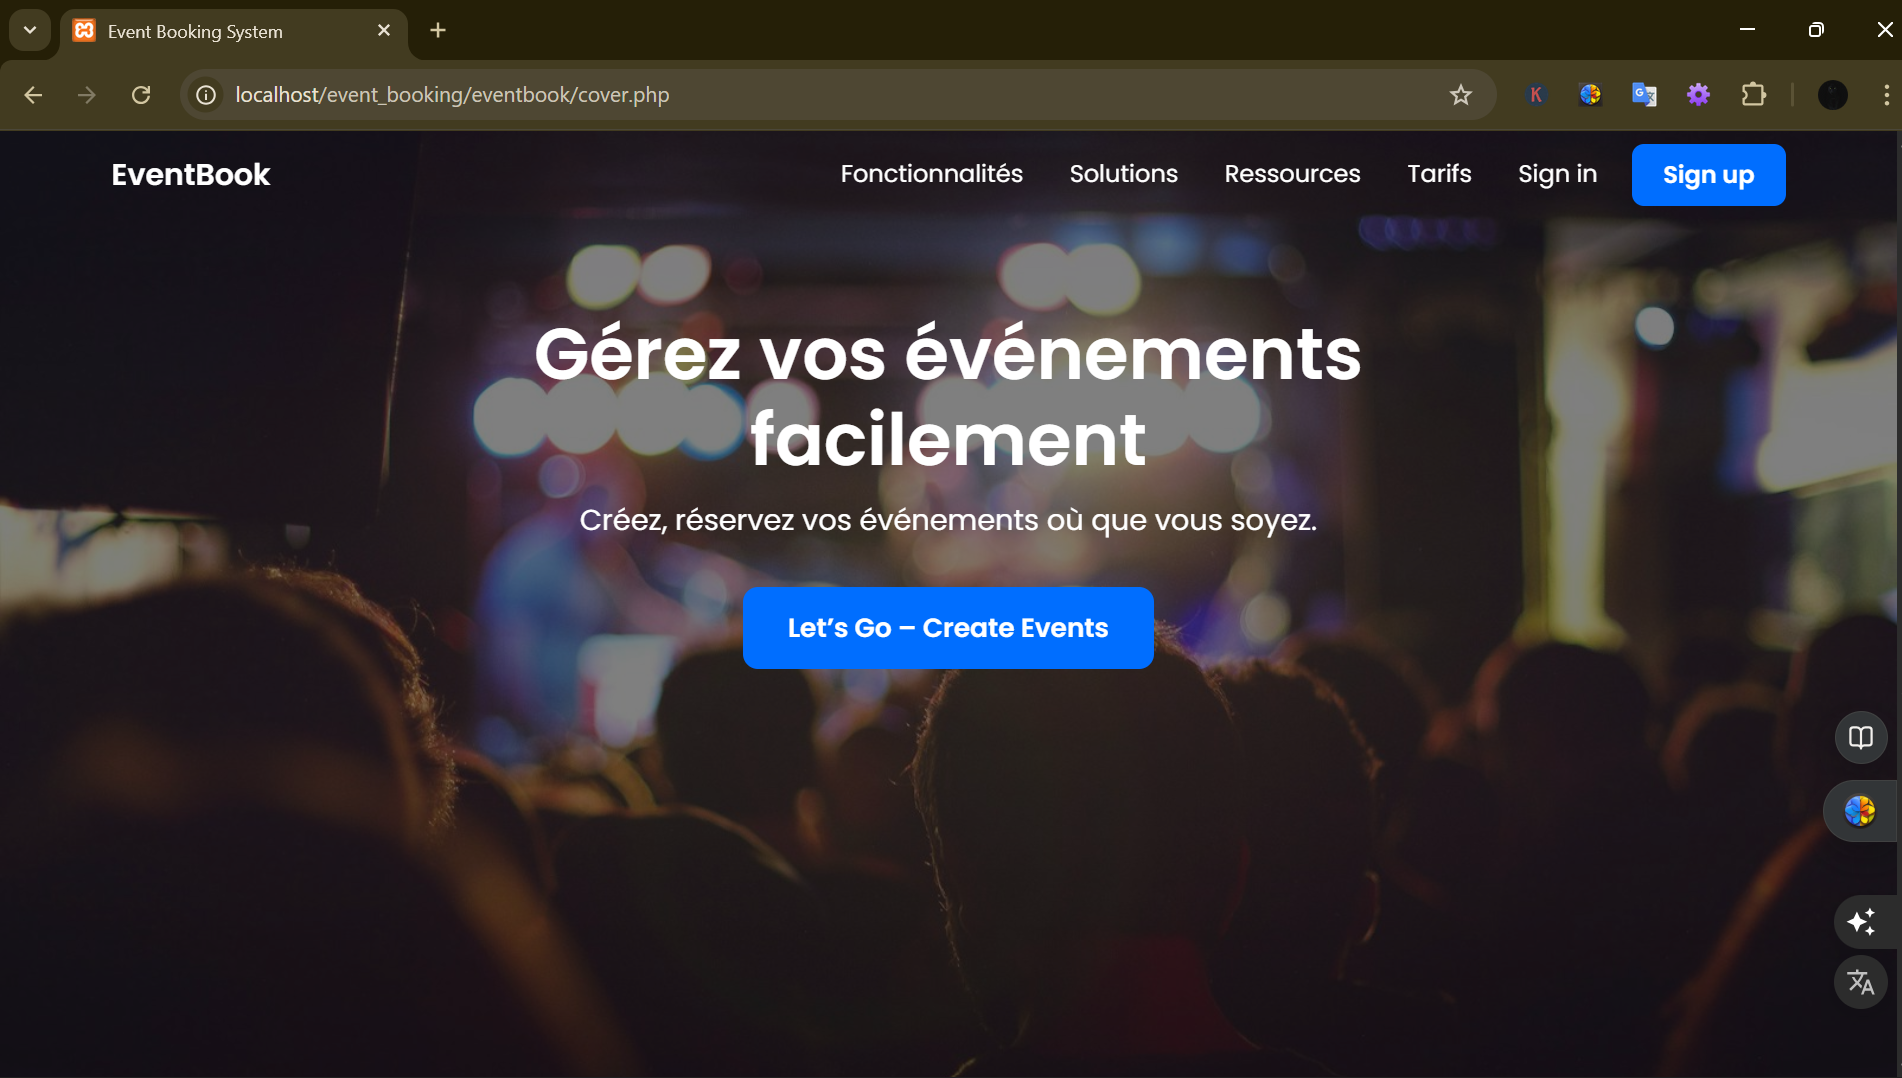 Event Booking System
localhost/event_booking/eventbook/cover.php
EventBook
Fonctionnalités
Solutions
Ressources
Tarifs
Sign in
Sign up
Gérez vos événements
facilement
Créez, réservez vos événements où que vous soyez.
Let’s Go – Create Events